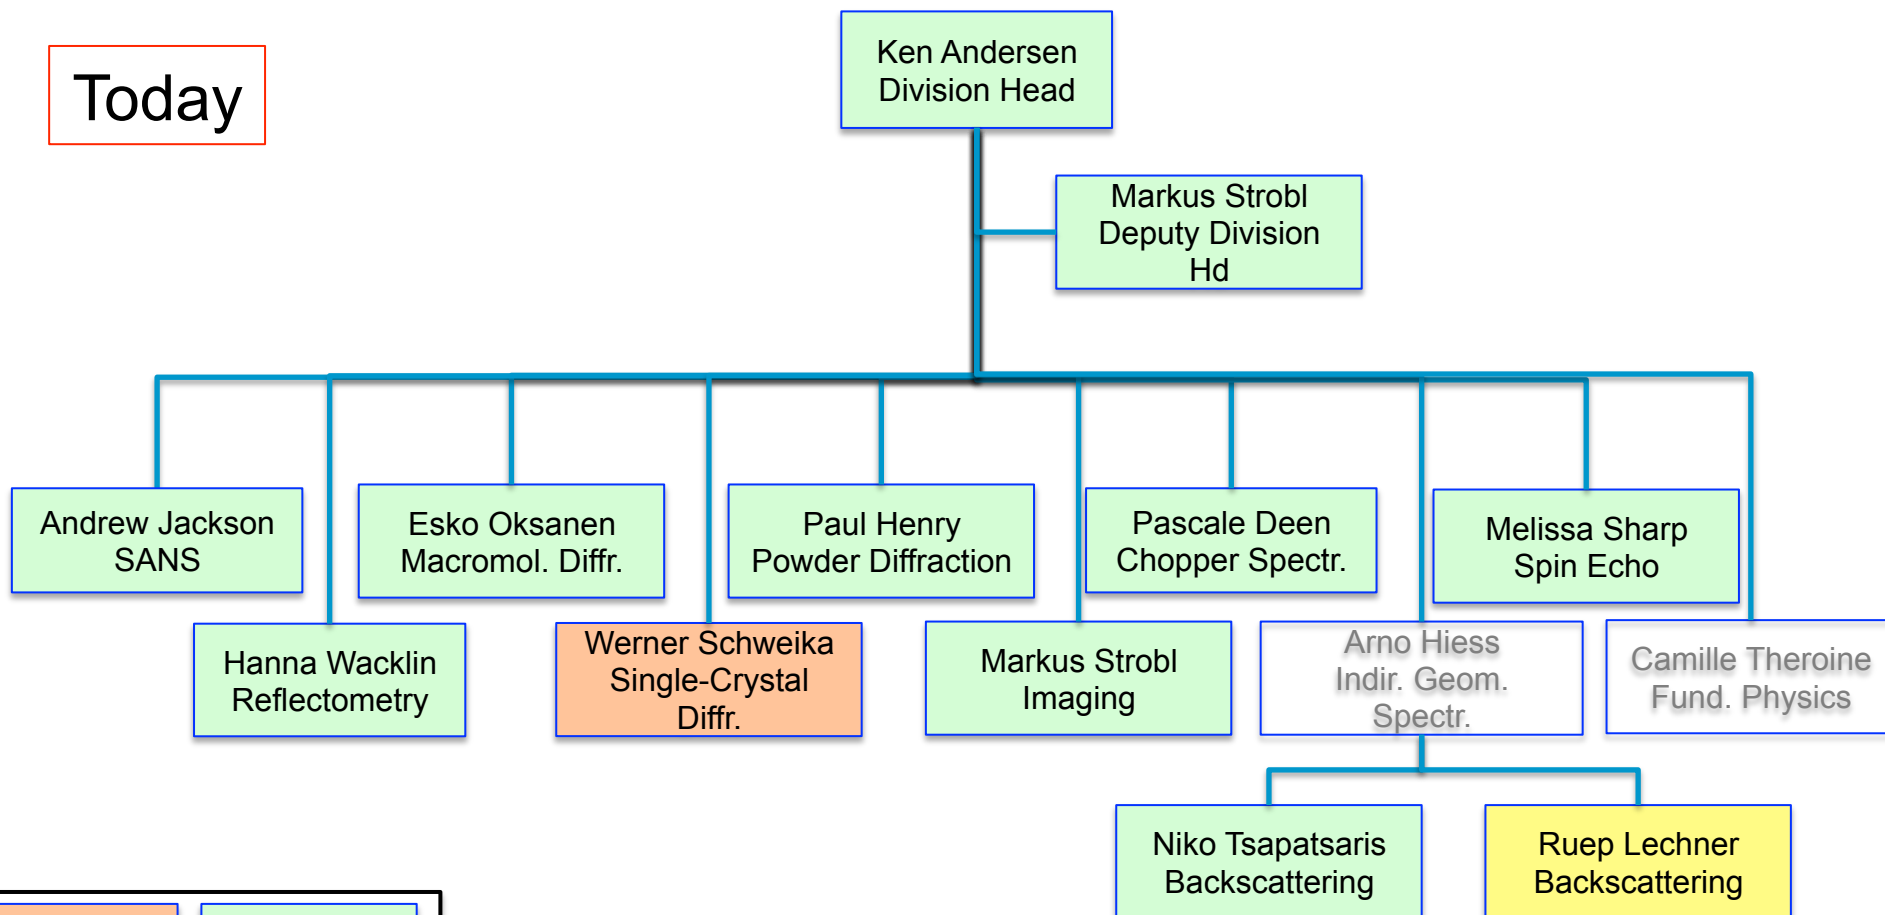 Today
Ken Andersen
Division Head
Markus Strobl
Deputy Division
Hd
Andrew Jackson
SANS
Esko Oksanen
Macromol. Diffr.
Paul Henry
Powder Diffraction
Pascale Deen
Chopper Spectr.
Melissa Sharp
Spin Echo
Hanna Wacklin
Reflectometry
Werner Schweika
Single-Crystal
Diffr.
Markus Strobl
Imaging
Arno Hiess
Indir. Geom.
Spectr.
Camille Theroine
Fund. Physics
Niko Tsapatsaris
Backscattering
Ruep Lechner
Backscattering